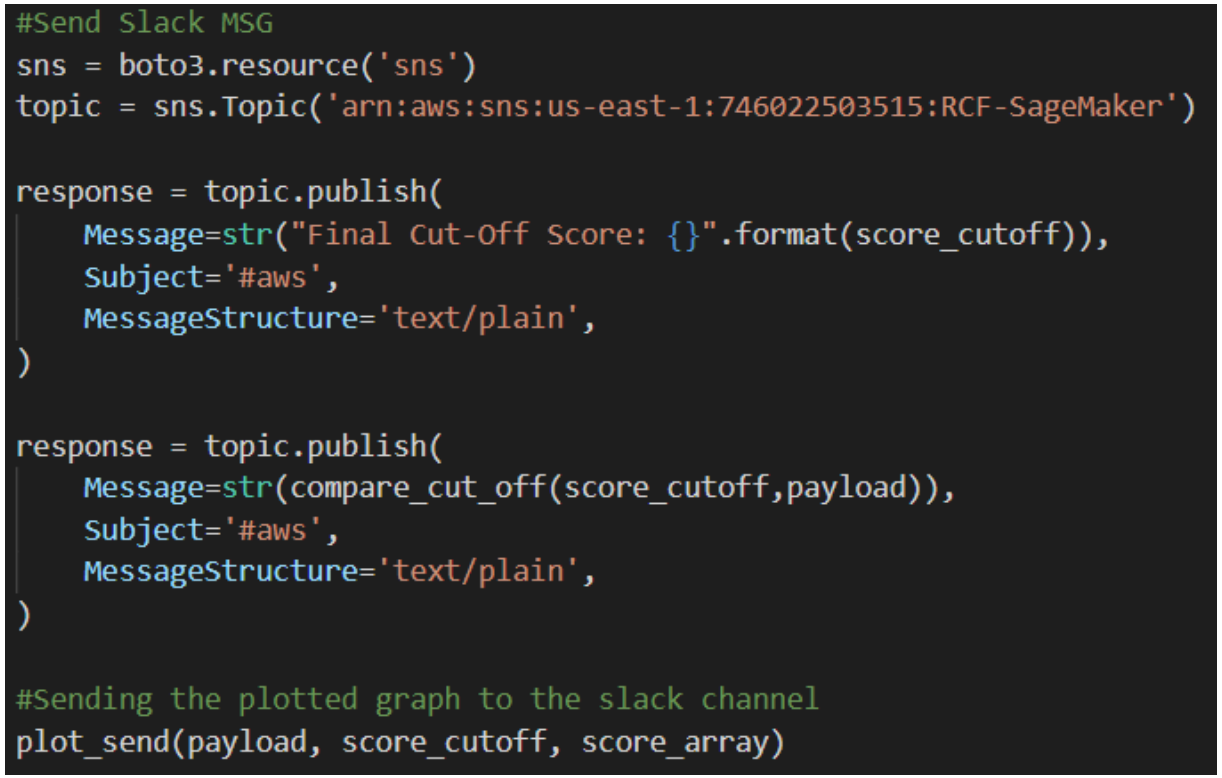 #Send Slack MSG
sns = boto3.resource('sns')
topic = sns.Topic('arn:aws:sns:us-east-1:746022503515:RCF-SageMaker')

response = topic.publish(
    Message=str("Final Cut-Off Score: {}".format(score_cutoff)),
    Subject='#aws',
    MessageStructure='text/plain',
)

response = topic.publish(
    Message=str(compare_cut_off(score_cutoff,payload)),
    Subject='#aws',
    MessageStructure='text/plain',
)

#Sending the plotted graph to the slack channel
plot_send(payload, score_cutoff, score_array)